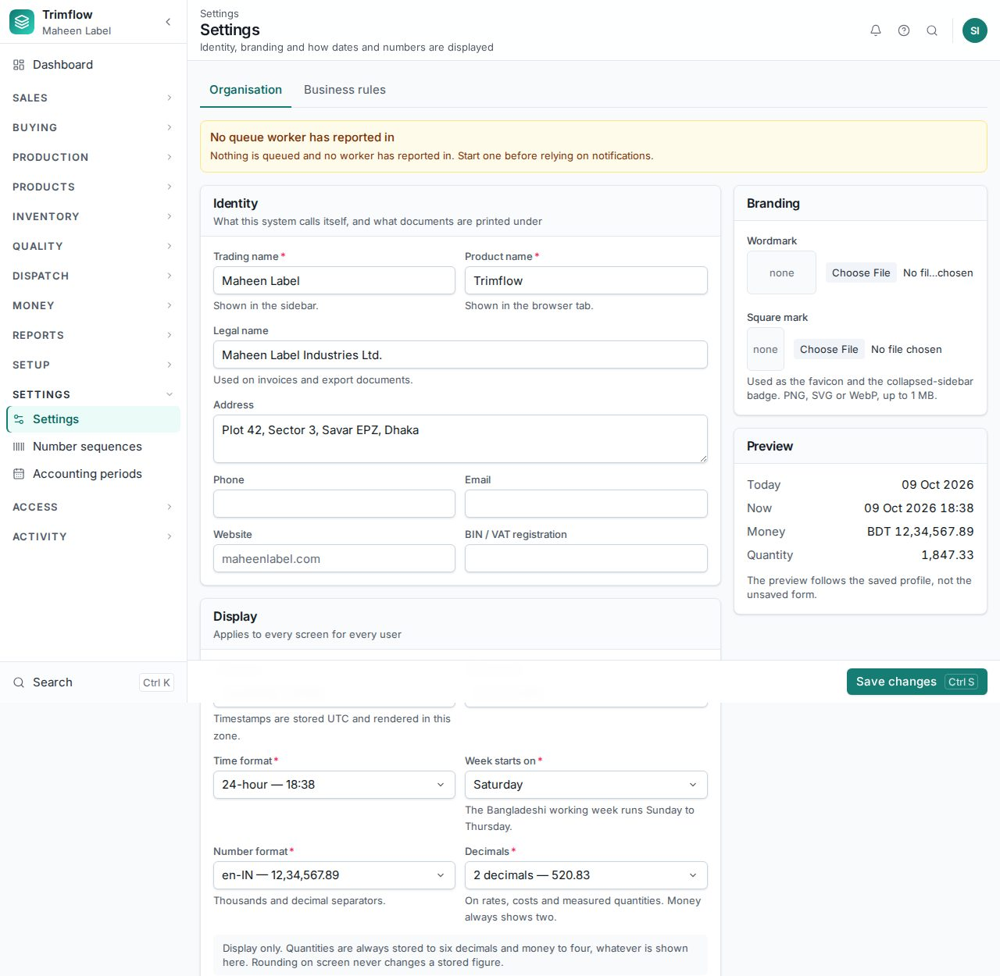 Trimflow
Maheen Label
Dashboard
SALES
BUYING
PRODUCTION
PRODUCTS
INVENTORY
QUALITY
DISPATCH
MONEY
REPORTS
SETUP
SETTINGS
Settings
Number sequences
Accounting periods
ACCESS
ACTIVITY
Search
Ctrl K
Settings
Settings
Identity, branding and how dates and numbers are displayed
SI
Organisation
Business rules
No queue worker has reported in
Nothing is queued and no worker has reported in. Start one before relying on notifications.
Identity
What this system calls itself, and what documents are printed under
Trading name *
Product name *
Maheen Label
Trimflow
Shown in the sidebar.
Shown in the browser tab.
Legal name
Maheen Label Industries Ltd.
Used on invoices and export documents.
Address
Plot 42, Sector 3, Savar EPZ, Dhaka
Phone
Email
Website
BIN / VAT registration
maheenlabel.com
Display
Applies to every screen for every user
Timestamps are stored UTC and rendered in this
zone.
Time format *
Week starts on *
24-hour — 18:38
Saturday
The Bangladeshi working week runs Sunday to
Thursday.
Number format *
Decimals *
en-IN — 12,34,567.89
2 decimals — 520.83
Thousands and decimal separators.
On rates, costs and measured quantities. Money
always shows two.
Display only. Quantities are always stored to six decimals and money to four, whatever is shown
here. Rounding on screen never changes a stored figure.
Branding
Wordmark
none
Choose File
No fil...chosen
Square mark
none
Choose File
No file chosen
Used as the favicon and the collapsed-sidebar
badge. PNG, SVG or WebP, up to 1 MB.
Preview
Today
09 Oct 2026
Now
09 Oct 2026 18:38
Money
BDT 12,34,567.89
Quantity
1,847.33
The preview follows the saved profile, not the
unsaved form.
Save changes
Ctrl S